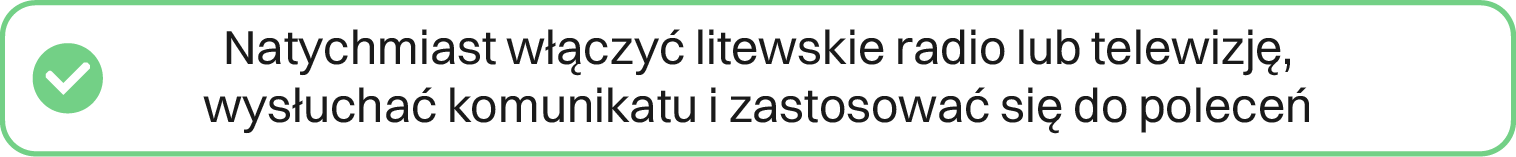 Natychmiast włączyć litewskie radio lub telewizję,
wysłuchać komunikatu i zastosować się do poleceń